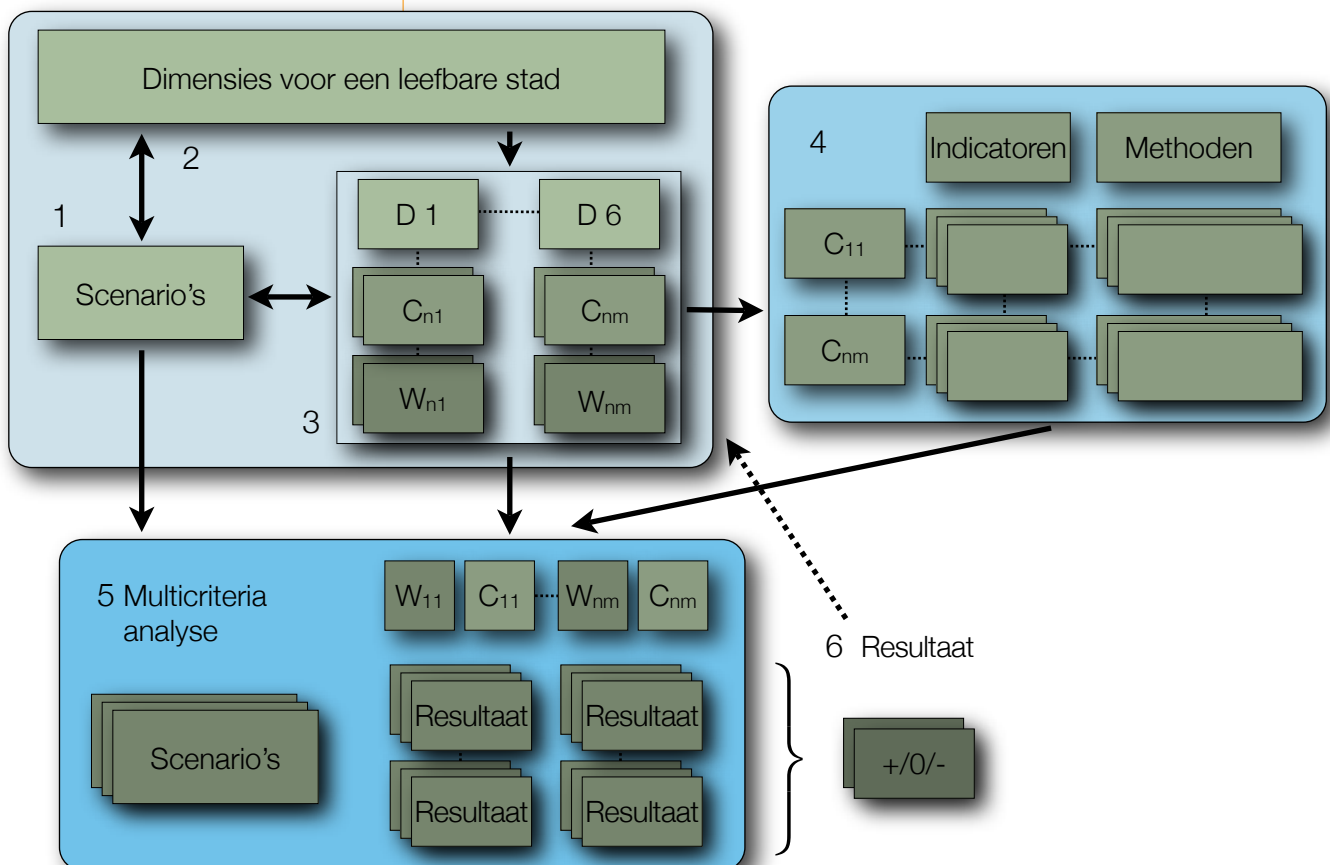 Dimensies voor een leefbare stad
2
1
Scenario's
D 1
D 6
Cn1
Cnm
Wn1
Wnm
3
4
Indicatoren
Methoden
C11
Cnm
5 Multicriteria
analyse
W11
C11
Wnm
Cnm
Scenario's
Resultaat
Resultaat
Resultaat
Resultaat
6 Resultaat
+/0/-